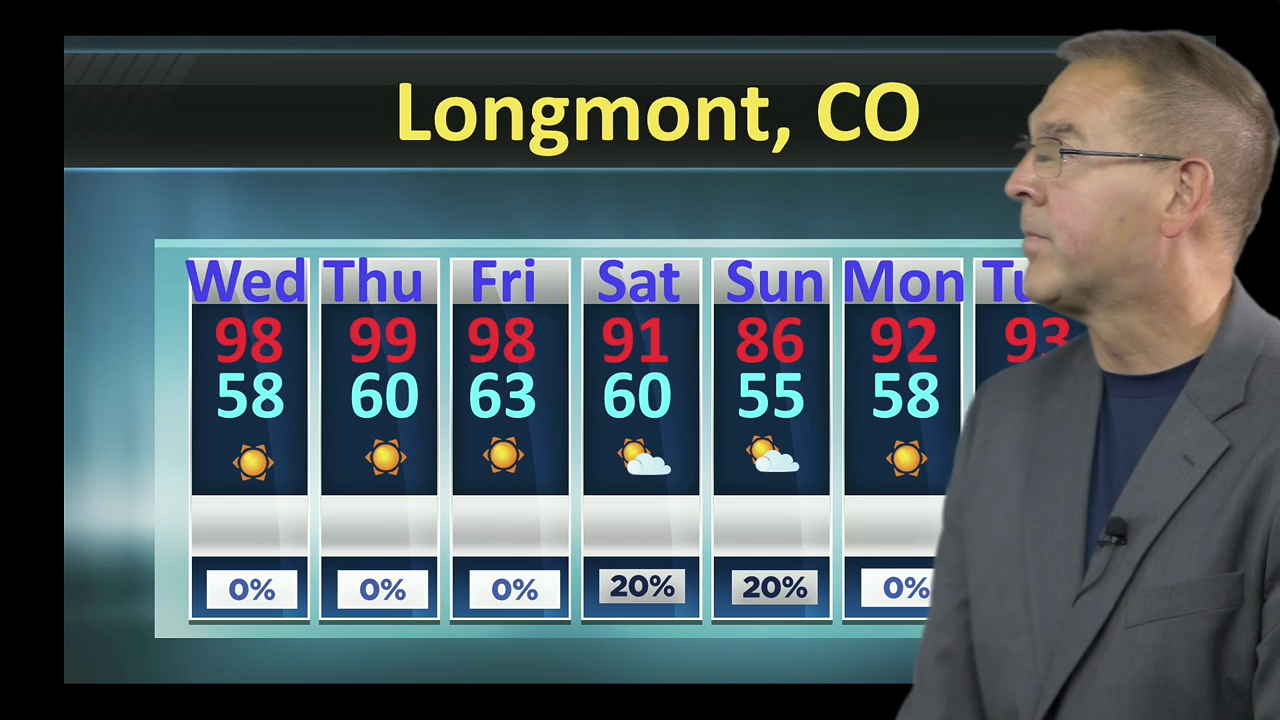 Longmont, CO
Wed Thu Fri Sat Sun Mon
98 99 98 91 86 92 93
58 60 63 60 55 58
0% 0% 0% 20% 20% 0%